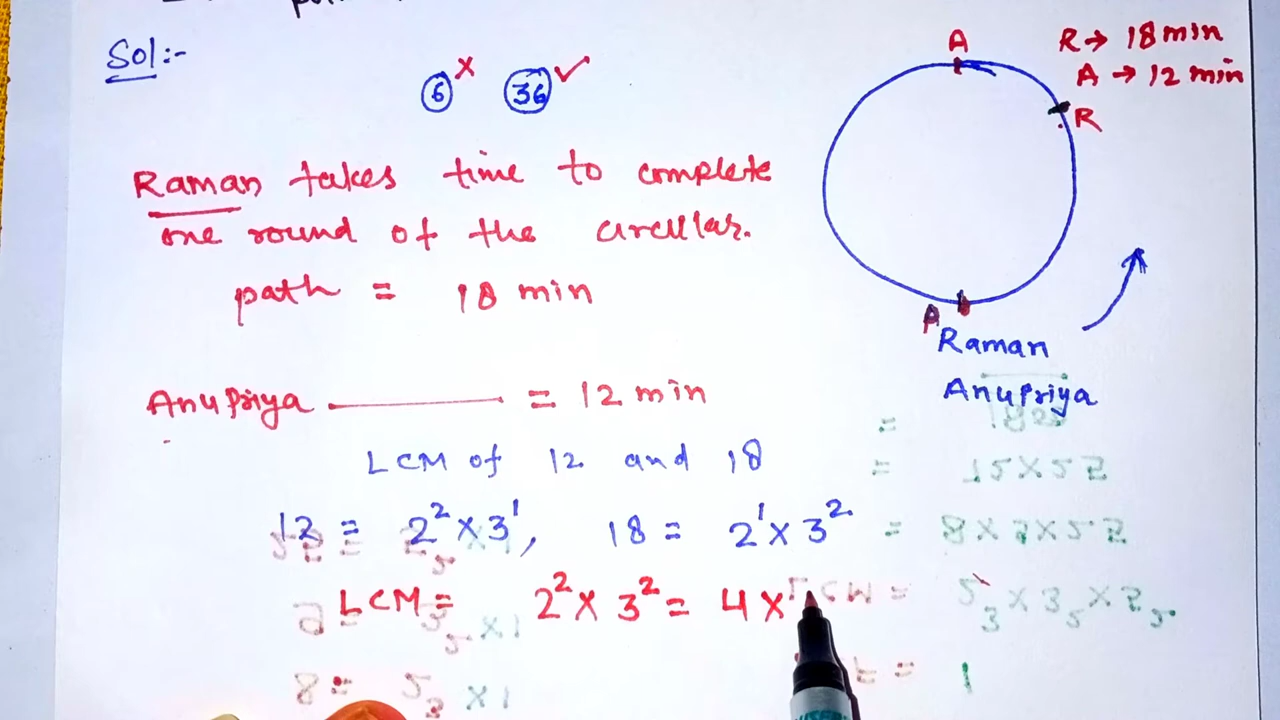 Sol:-
6 × 36 ✓
Raman takes time to complete
one round of the circular.
path = 18 min
Anupriya ———— = 12 min
LCM of 12 and 18
12 = 2² × 3¹, 18 = 2¹ × 3²
LCM = 2² × 3² = 4 ×
A
R → 18 min
A → 12 min
R
A
Raman
Anupriya